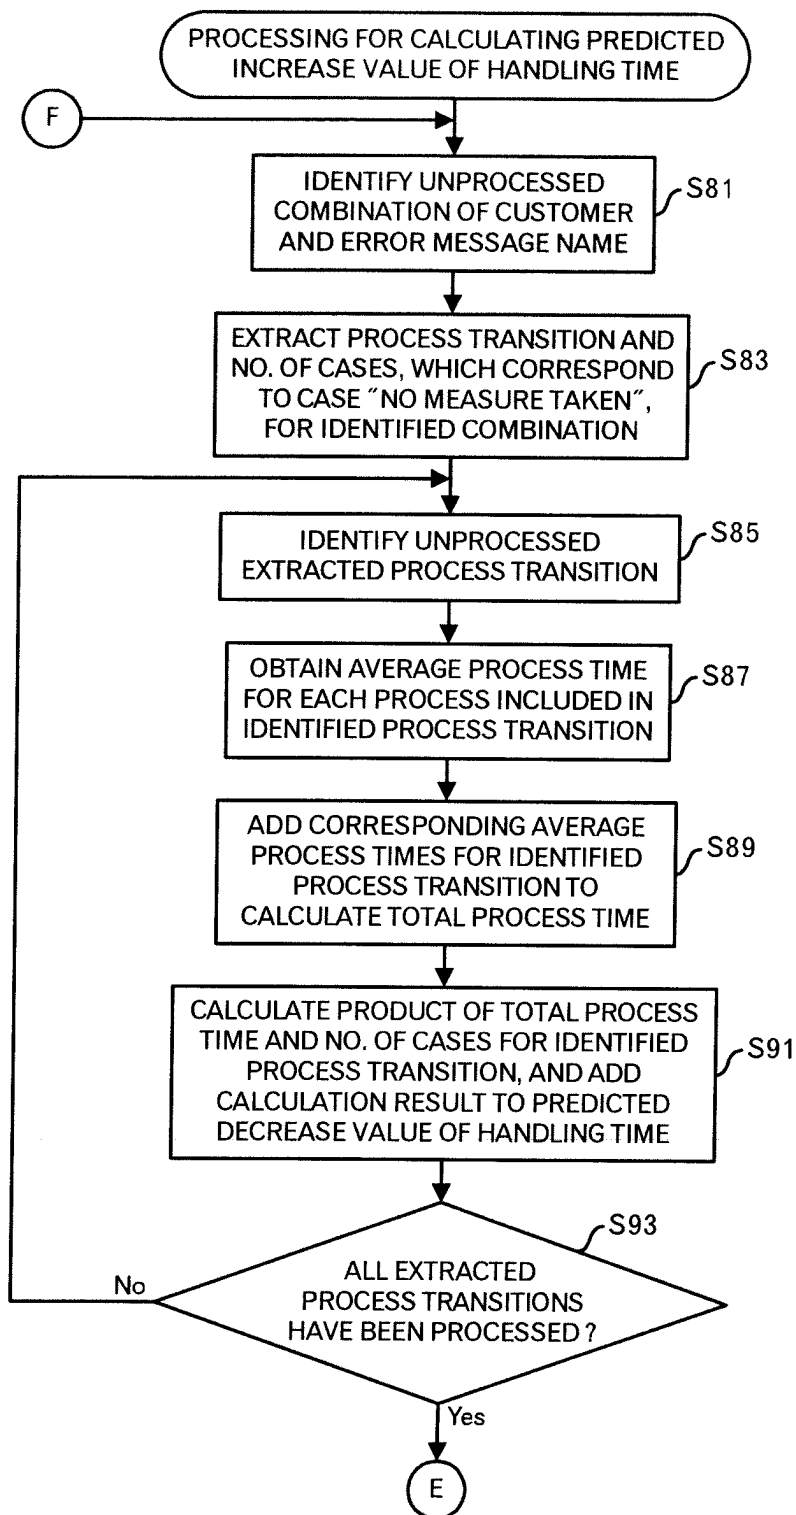 PROCESSING FOR CALCULATING PREDICTED
INCREASE VALUE OF HANDLING TIME
F
IDENTIFY UNPROCESSED
COMBINATION OF CUSTOMER
AND ERROR MESSAGE NAME
S81
EXTRACT PROCESS TRANSITION AND
NO. OF CASES, WHICH CORRESPOND
TO CASE "NO MEASURE TAKEN",
FOR IDENTIFIED COMBINATION
S83
IDENTIFY UNPROCESSED
EXTRACTED PROCESS TRANSITION
S85
OBTAIN AVERAGE PROCESS TIME
FOR EACH PROCESS INCLUDED IN
IDENTIFIED PROCESS TRANSITION
S87
ADD CORRESPONDING AVERAGE
PROCESS TIMES FOR IDENTIFIED
PROCESS TRANSITION TO
CALCULATE TOTAL PROCESS TIME
S89
CALCULATE PRODUCT OF TOTAL PROCESS
TIME AND NO. OF CASES FOR IDENTIFIED
PROCESS TRANSITION, AND ADD
CALCULATION RESULT TO PREDICTED
DECREASE VALUE OF HANDLING TIME
S91
S93
ALL EXTRACTED
PROCESS TRANSITIONS
HAVE BEEN PROCESSED ?
No
Yes
E